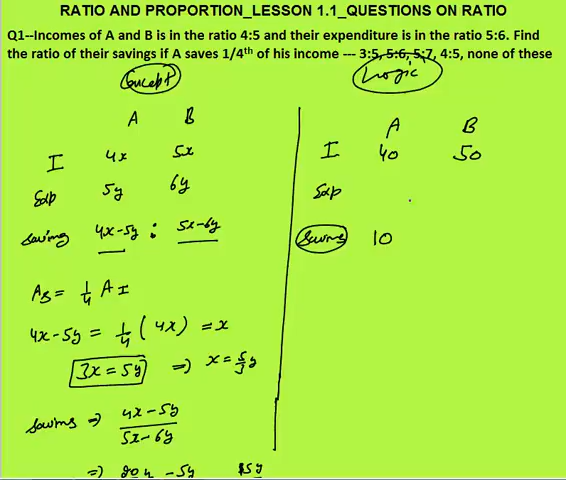 RATIO AND PROPORTION_LESSON 1.1_QUESTIONS ON RATIO
Q1--Incomes of A and B is in the ratio 4:5 and their expenditure is in the ratio 5:6. Find
the ratio of their savings if A saves 1/4th of his income --- 3:5, 5:6, 5:7, 4:5, none of these
Concept
A B
I 4x 5x
Exp 5y 6y
Saving 4x-5y : 5x-6y
As = 1/4 A I
4x-5y = 1/4 (4x) = x
3x = 5y => x = 5/3 y
Savings => 4x-5y
5x-6y
Logic
A B
I 40 50
Exp
Savings 10